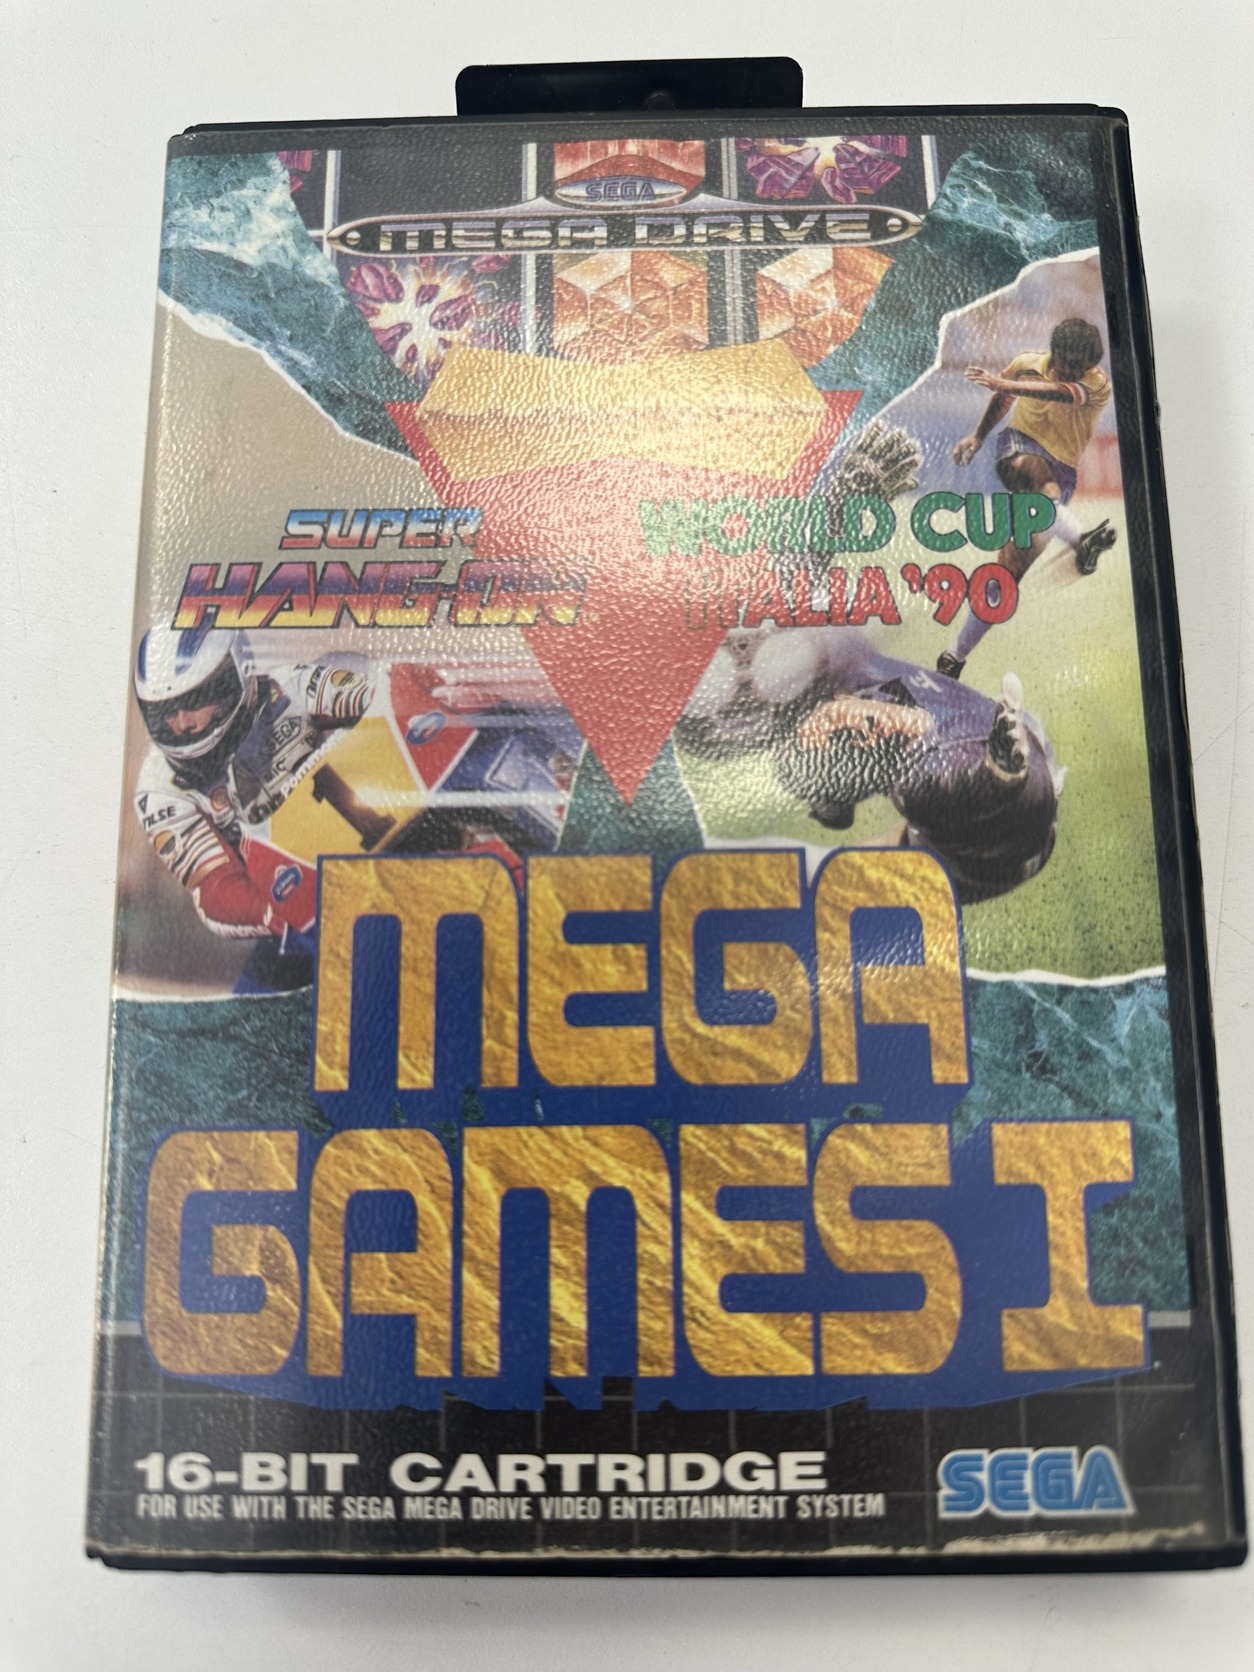 SEGA
MEGA DRIVE
SUPER
HANG-ON
WORLD CUP
ITALIA '90
SEGA
MEGA
GAMES I
16-BIT CARTRIDGE
FOR USE WITH THE SEGA MEGA DRIVE VIDEO ENTERTAINMENT SYSTEM
SEGA